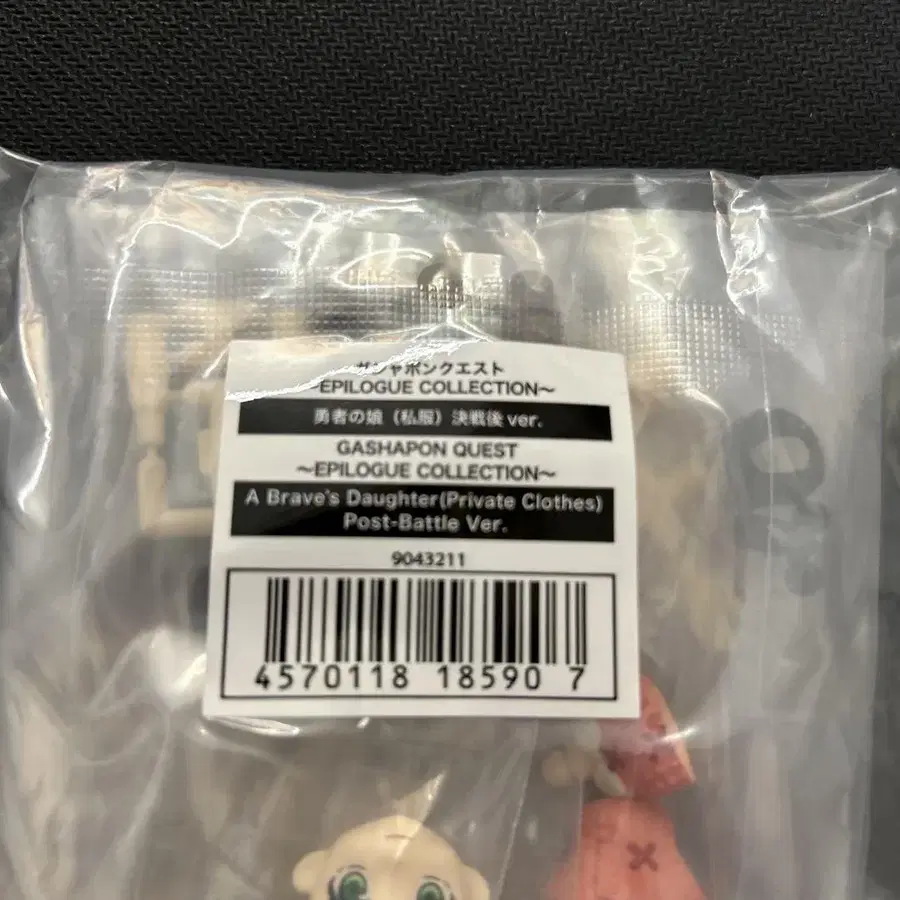 ガシャポンクエスト
~EPILOGUE COLLECTION~
勇者の娘（私服）決戦後 ver.
GASHAPON QUEST
~EPILOGUE COLLECTION~
A Brave's Daughter(Private Clothes)
Post-Battle Ver.
9043211
4570118 18590 7